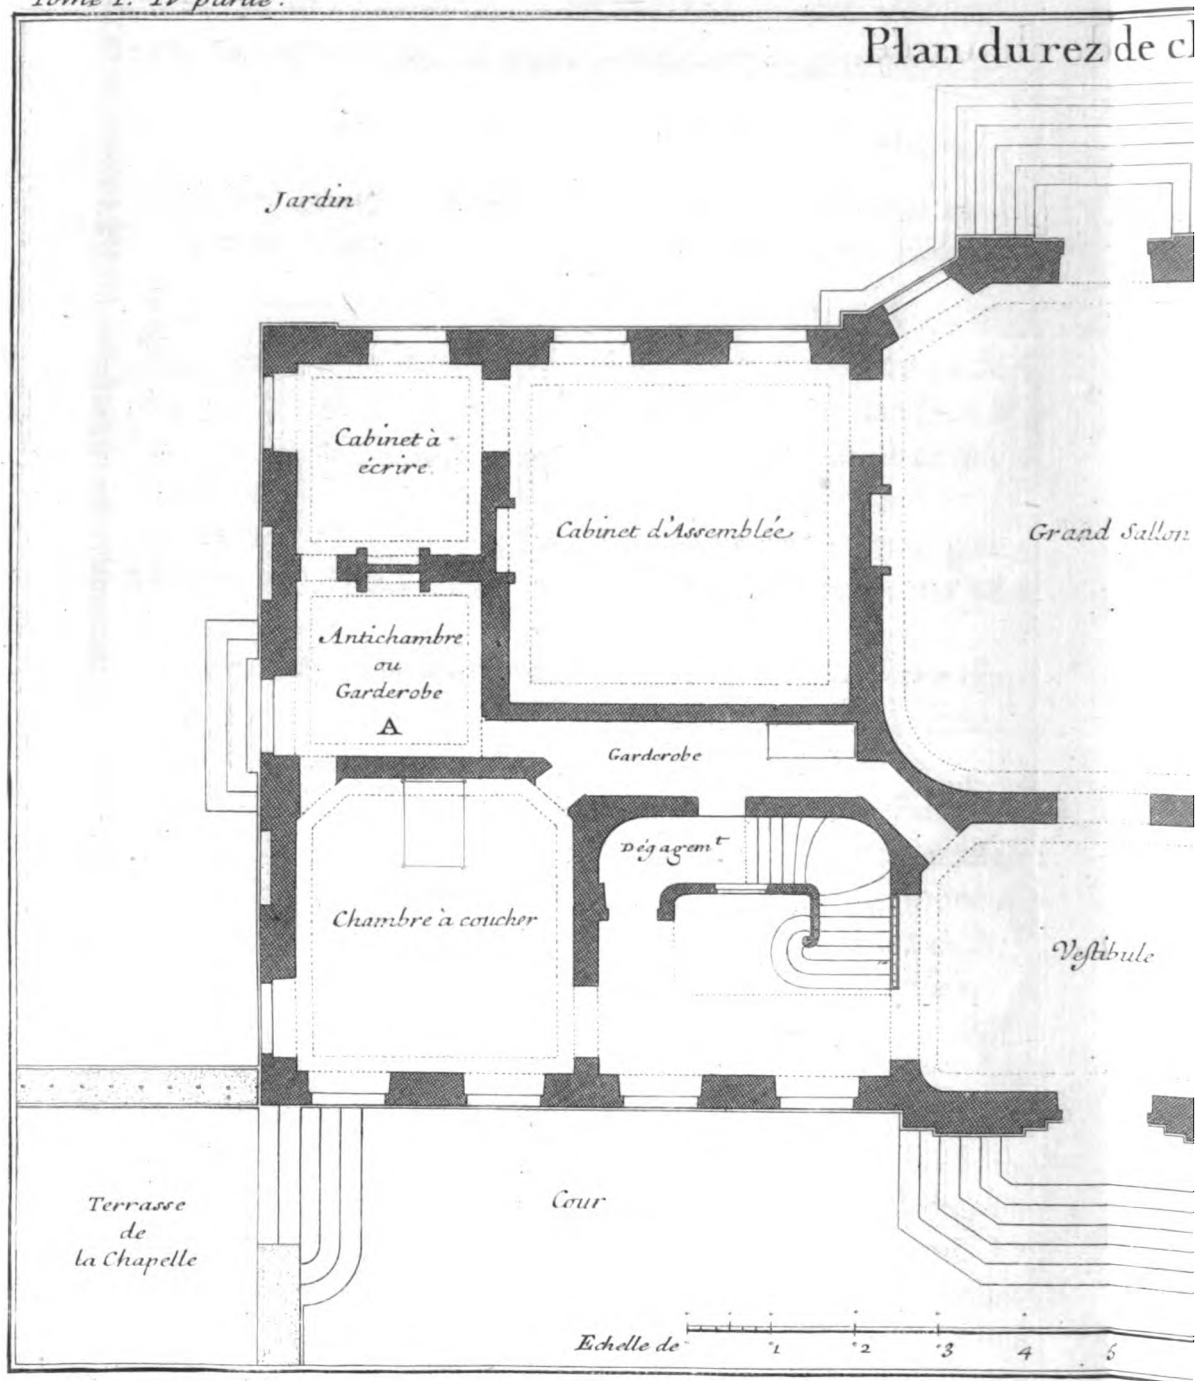 Tome I. IV partie.
Plan du rez de
Jardin
Cabinet à
écrire.
Cabinet d'Assemblée
Grand Sallon
Antichambre
ou
Garderobe
A
Garderobe
Dégagem.t
Chambre à coucher
Vestibule
Terrasse
de
la Chapelle
Cour
Echelle de 1 2 3 4 5